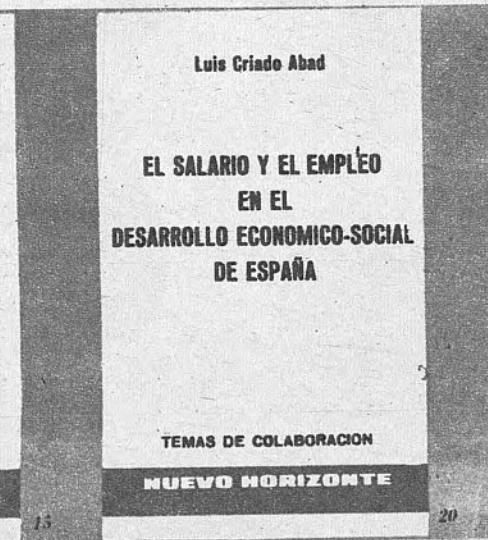 Luis Criado Abad
EL SALARIO Y EL EMPLEO
EN EL
DESARROLLO ECONOMICO-SOCIAL
DE ESPAÑA
TEMAS DE COLABORACION
NUEVO HORIZONTE
15
20